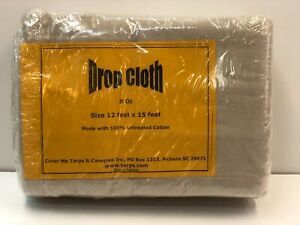 Drop Cloth
8 Oz
Size 12 feet x 15 feet
Made with 100% Untreated Cotton
Cover Me Tarps & Canopies Inc, PO Box 1313, Pickens SC 29671
www.tarps.com